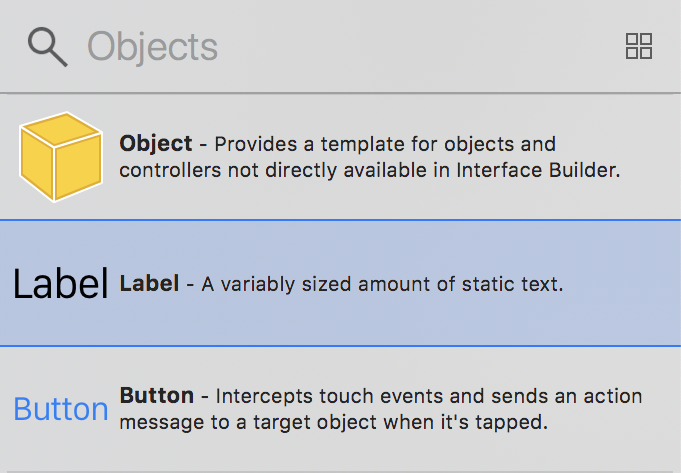 Objects
Object - Provides a template for objects and
controllers not directly available in Interface Builder.
Label
Label - A variably sized amount of static text.
Button
Button - Intercepts touch events and sends an action
message to a target object when it's tapped.